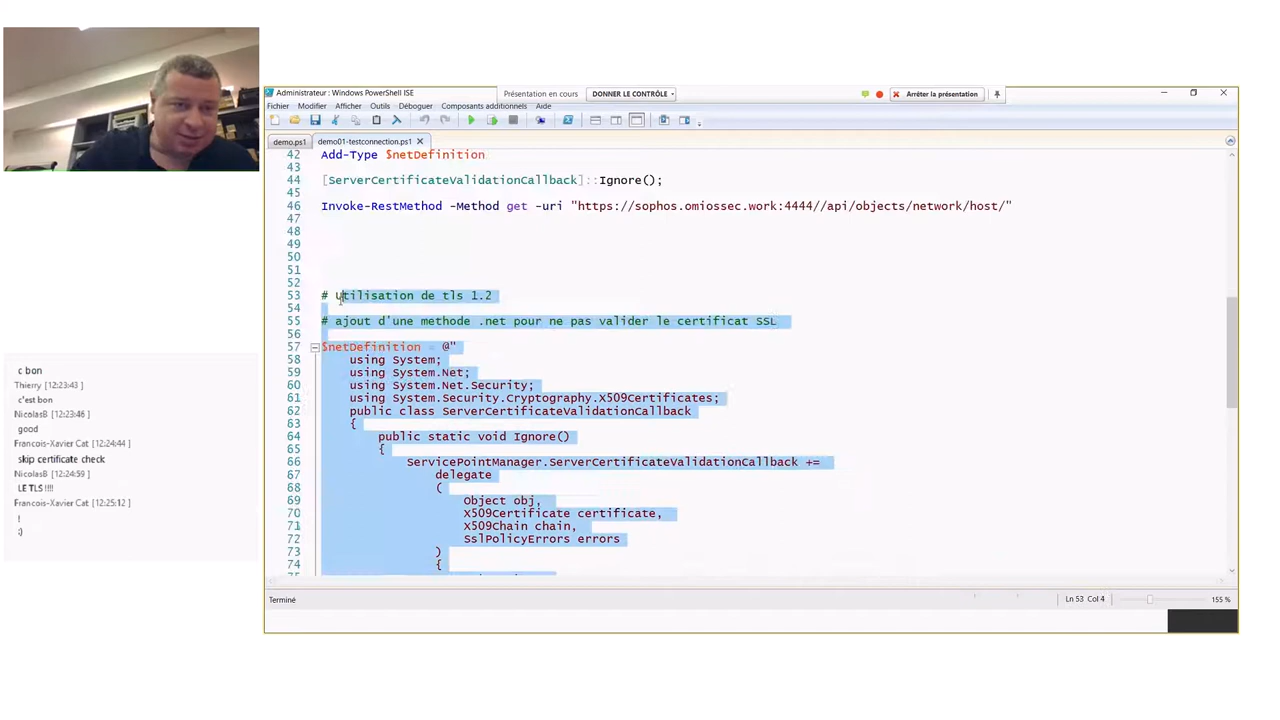 Administrateur : Windows PowerShell ISE
Présentation en cours
DONNER LE CONTRÔLE
Arrêter la présentation
Fichier Modifier Afficher Outils Déboguer Composants additionnels Aide
demo.ps1 demo01-testconnection.ps1
42 Add-Type $netDefinition
43
44 [ServerCertificateValidationCallback]::Ignore();
45
46 Invoke-RestMethod -Method get -uri "https://sophos.omiossec.work:4444//api/objects/network/host/"
47
48
49
50
51
52
53 # Utilisation de tls 1.2
54
55 # ajout d'une methode .net pour ne pas valider le certificat SSL
56
57 $netDefinition = @"
58 using System;
59 using System.Net;
60 using System.Net.Security;
61 using System.Security.Cryptography.X509Certificates;
62 public class ServerCertificateValidationCallback
63 {
64 public static void Ignore()
65 {
66 ServicePointManager.ServerCertificateValidationCallback +=
67 delegate
68 (
69 Object obj,
70 X509Certificate certificate,
71 X509Chain chain,
72 SslPolicyErrors errors
73 )
74 {
Terminé
Ln 53 Col 4
155 %
c bon
Thierry [12:23:43 ]
c'est bon
NicolasB [12:23:46 ]
good
Francois-Xavier Cat [12:24:44 ]
skip certificate check
NicolasB [12:24:59 ]
LE TLS !!!!
Francois-Xavier Cat [12:25:12 ]
!
:)